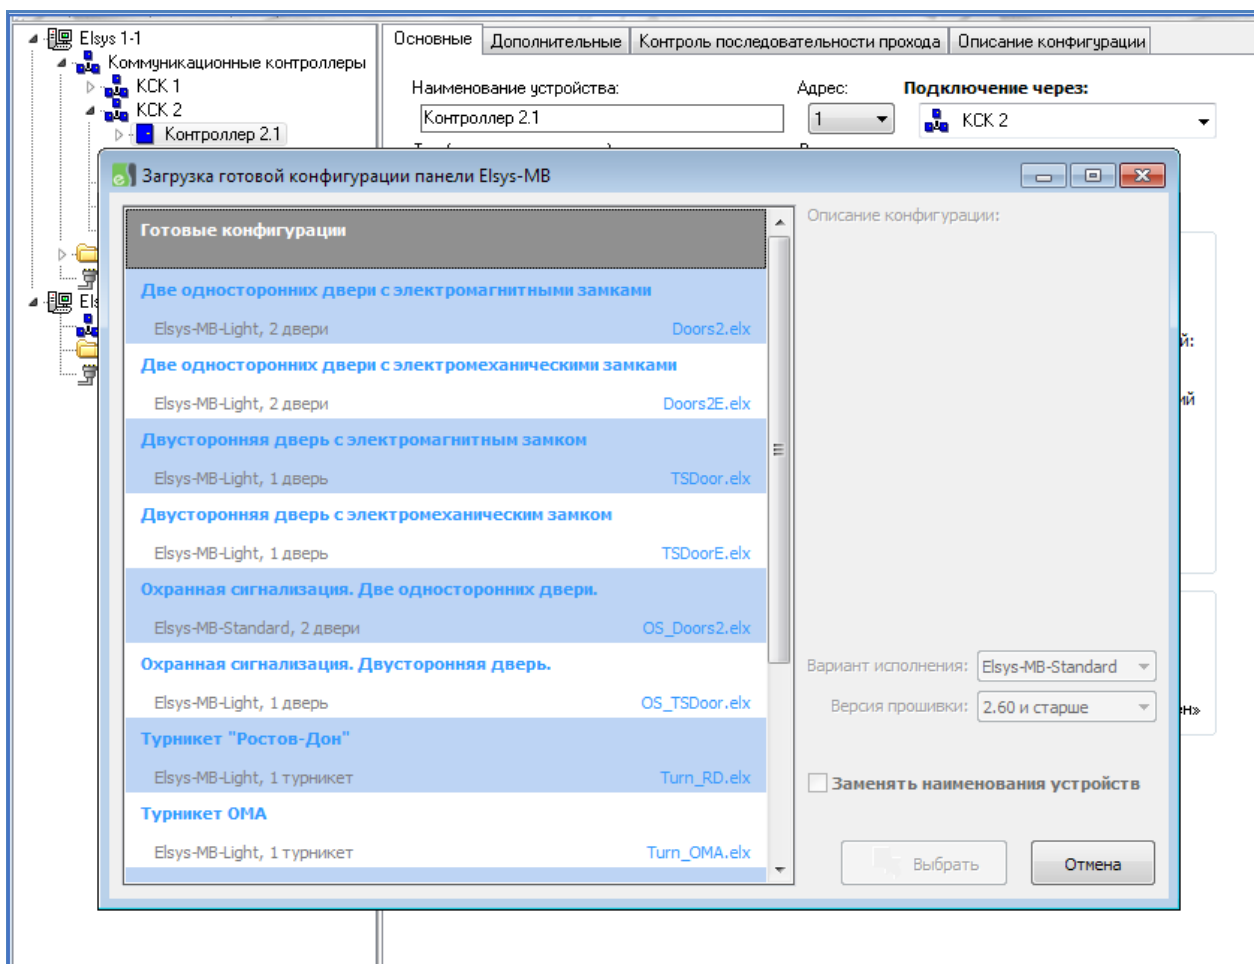 Elsys 1-1
Коммуникационные контроллеры
КСК 1
КСК 2
Контроллер 2.1
Основные
Дополнительные
Контроль последовательности прохода
Описание конфигурации
Наименование устройства:
Адрес:
Подключение через:
Контроллер 2.1
1
КСК 2
Загрузка готовой конфигурации панели Elsys-MB
Готовые конфигурации
Две односторонних двери с электромагнитными замками
Elsys-MB-Light, 2 двери
Doors2.elx
Две односторонних двери с электромеханическими замками
Elsys-MB-Light, 2 двери
Doors2E.elx
Двусторонняя дверь с электромагнитным замком
Elsys-MB-Light, 1 дверь
TSDoor.elx
Двусторонняя дверь с электромеханическим замком
Elsys-MB-Light, 1 дверь
TSDoorE.elx
Охранная сигнализация. Две односторонних двери.
Elsys-MB-Standard, 2 двери
OS_Doors2.elx
Охранная сигнализация. Двусторонняя дверь.
Elsys-MB-Light, 1 дверь
OS_TSDoor.elx
Турникет "Ростов-Дон"
Elsys-MB-Light, 1 турникет
Turn_RD.elx
Турникет ОМА
Elsys-MB-Light, 1 турникет
Turn_OMA.elx
Описание конфигурации:
Вариант исполнения:
Elsys-MB-Standard
Версия прошивки:
2.60 и старше
Заменять наименования устройств
Выбрать
Отмена